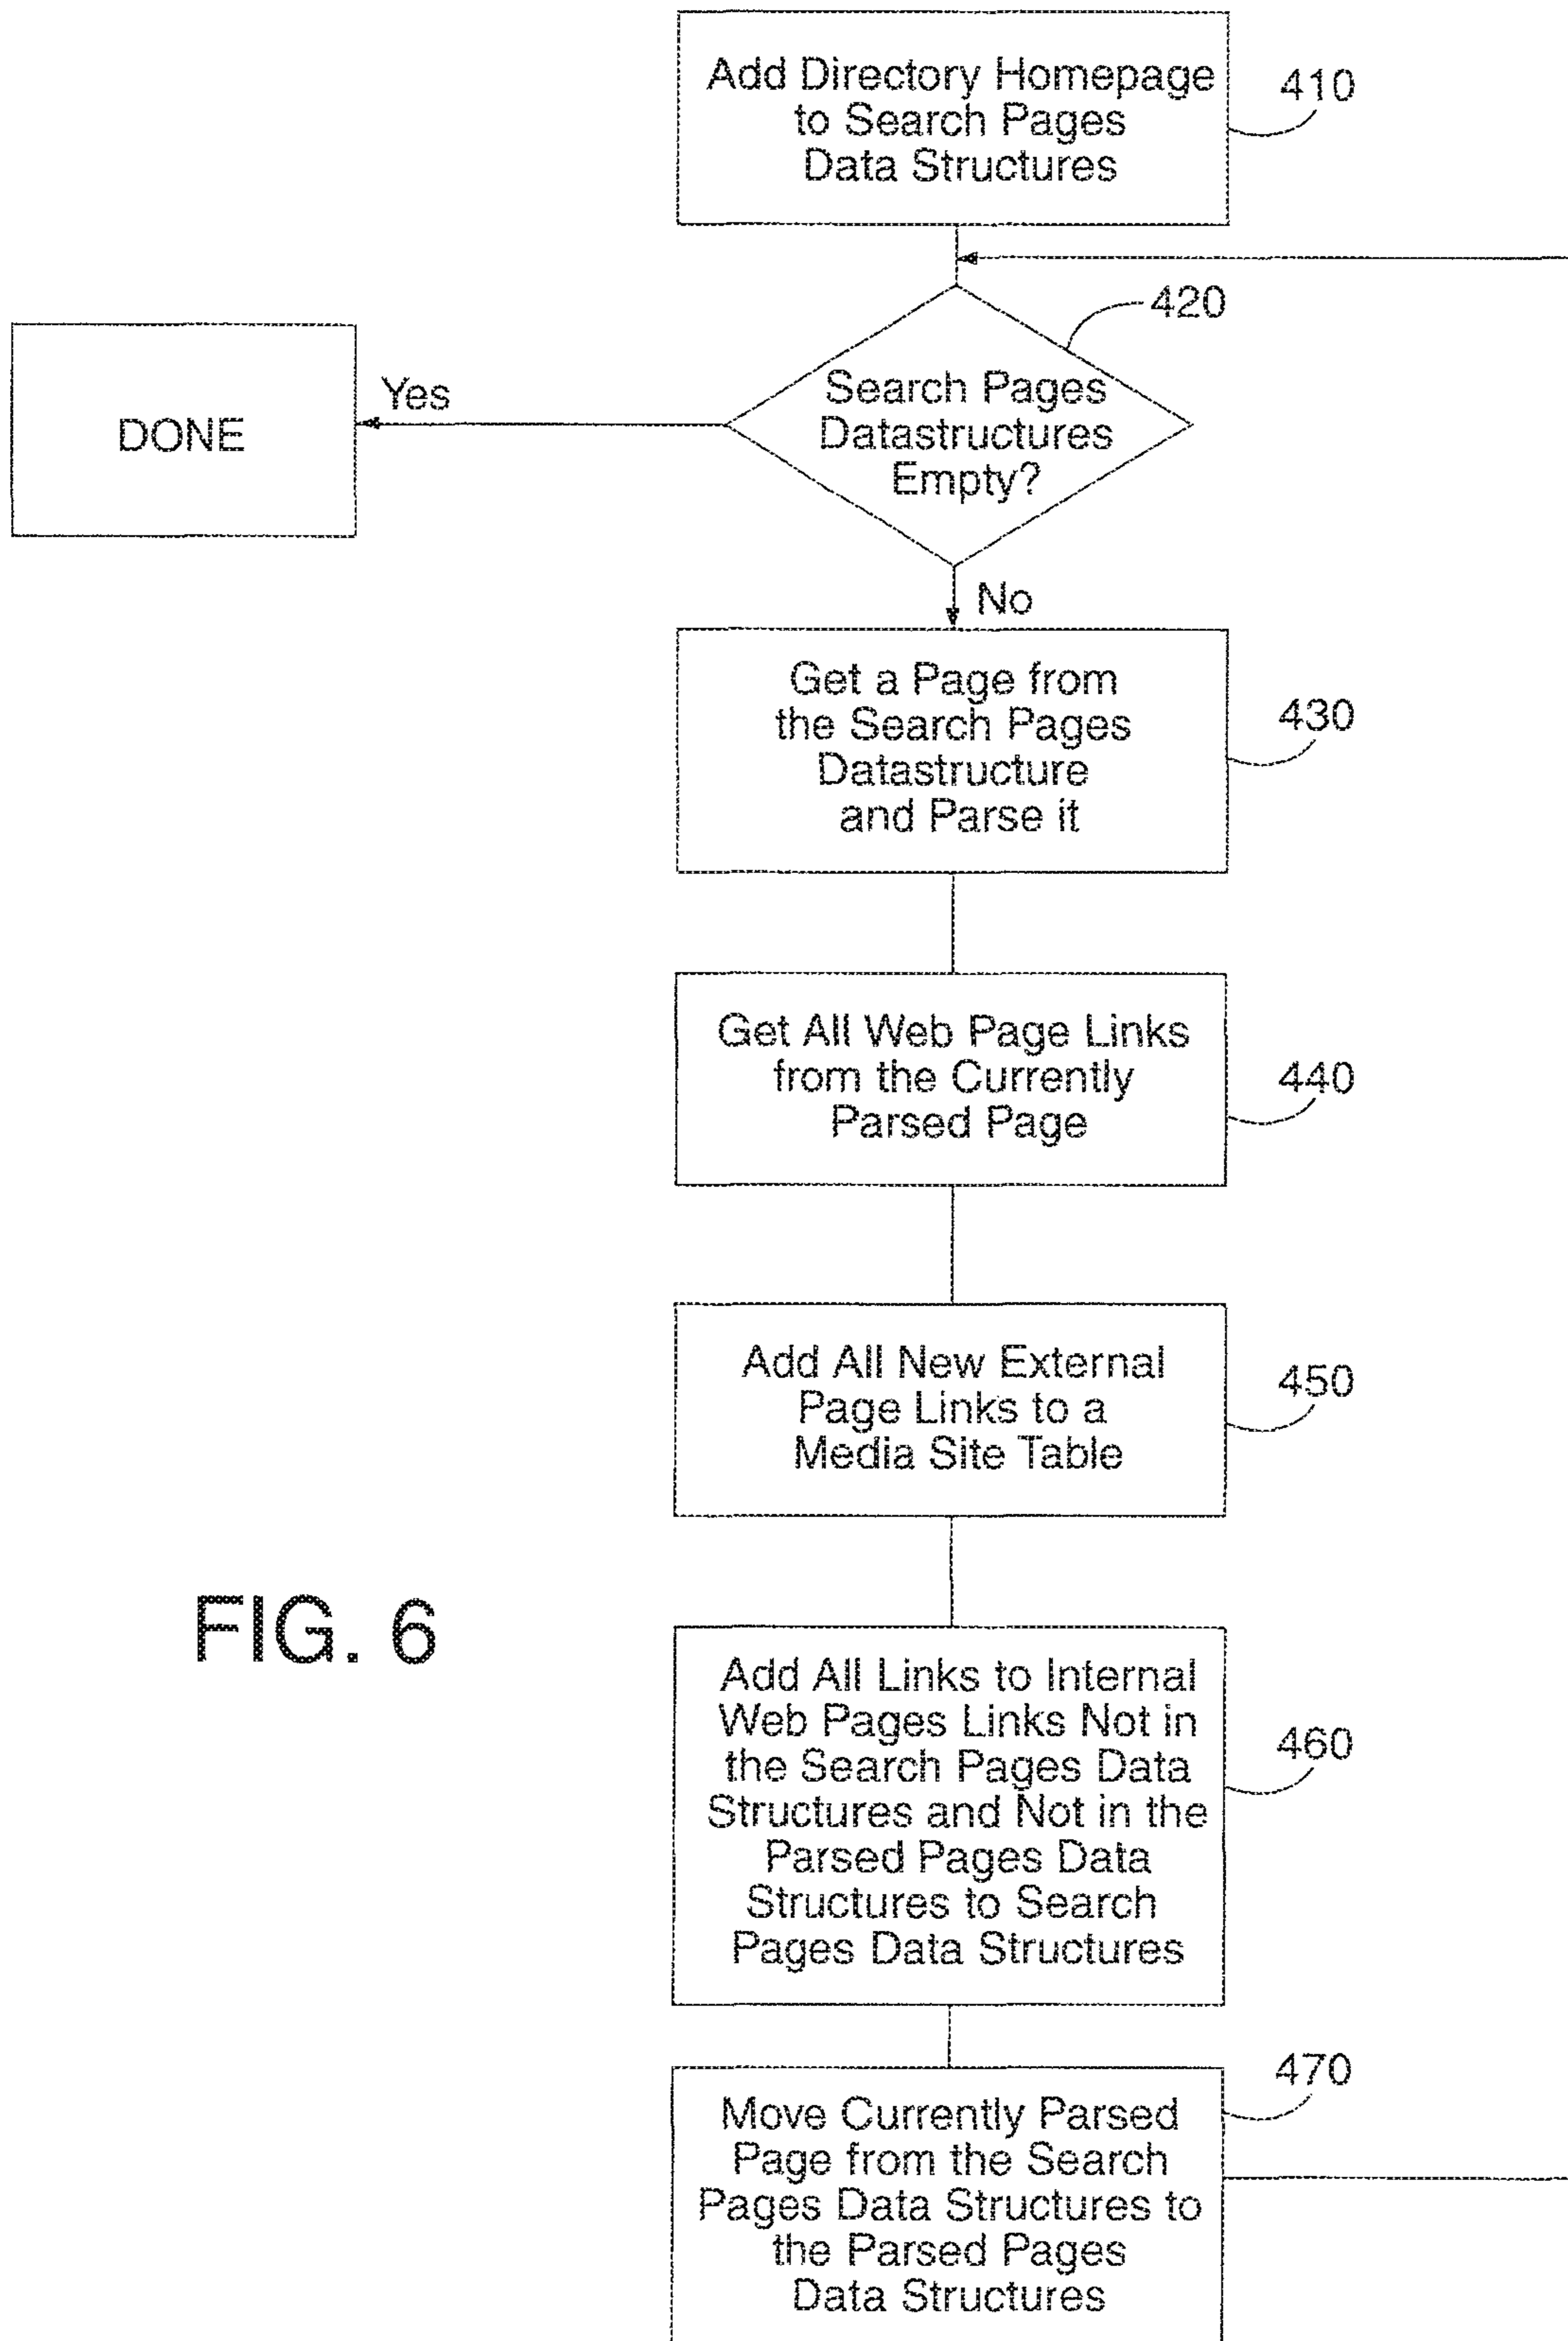 Add Directory Homepage
to Search Pages
Data Structures
410
420
Search Pages
Datastructures
Empty?
Yes
DONE
No
Get a Page from
the Search Pages
Datastructure
and Parse it
430
Get All Web Page Links
from the Currently
Parsed Page
440
Add All New External
Page Links to a
Media Site Table
450
FIG. 6
Add All Links to Internal
Web Pages Links Not in
the Search Pages Data
Structures and Not in the
Parsed Pages Data
Structures to Search
Pages Data Structures
460
470
Move Currently Parsed
Page from the Search
Pages Data Structures to
the Parsed Pages
Data Structures